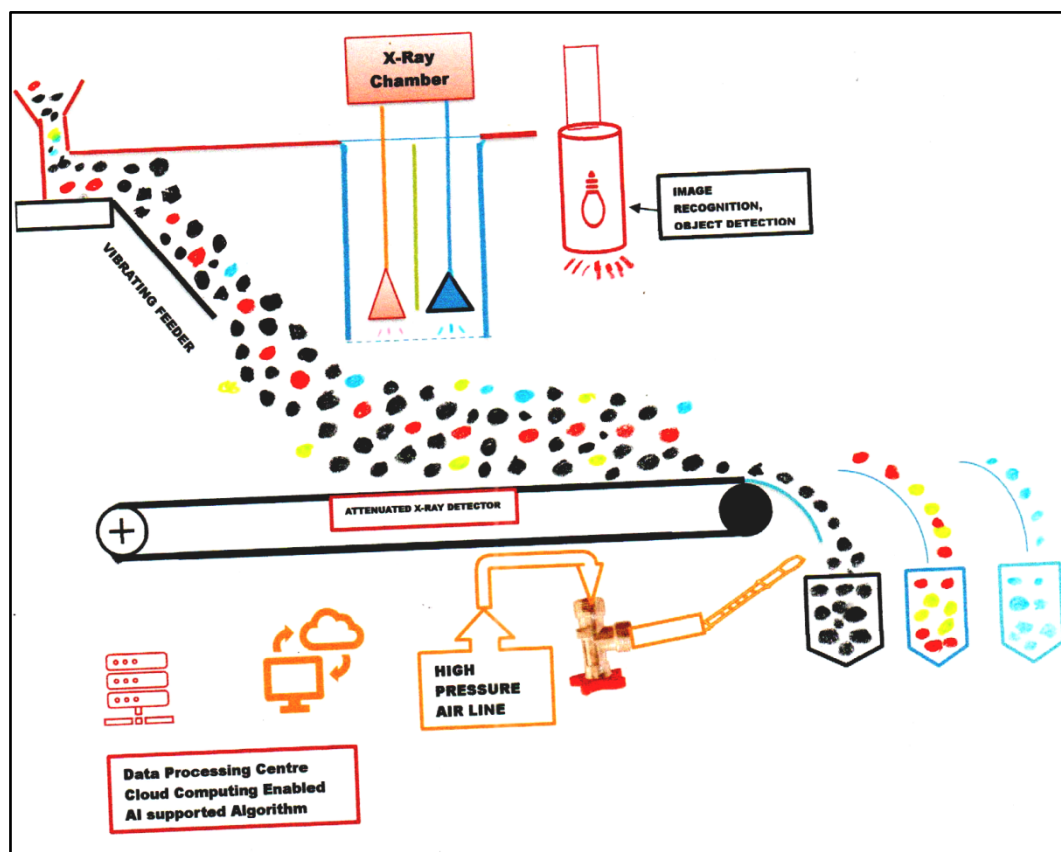 X-Ray
Chamber
IMAGE
RECOGNITION,
OBJECT DETECTION
VIBRATING FEEDER
ATTENUATED X-RAY DETECTOR
HIGH
PRESSURE
AIR LINE
Data Processing Centre
Cloud Computing Enabled
AI supported Algorithm